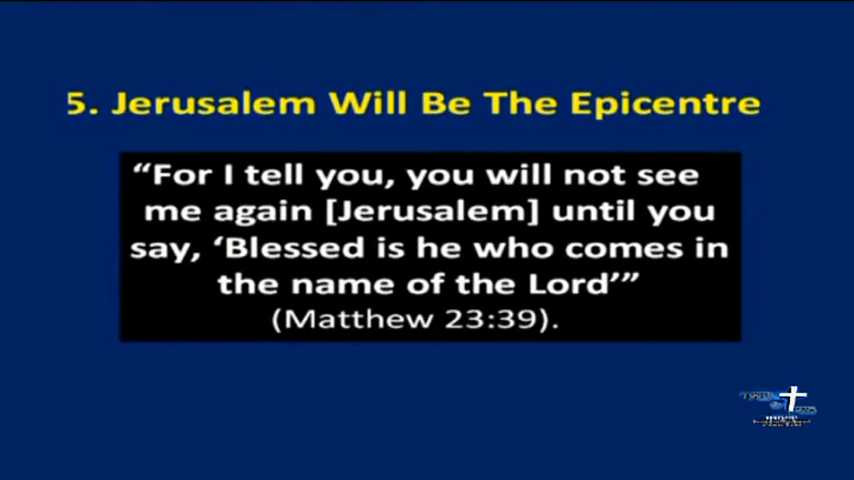 5. Jerusalem Will Be The Epicentre
“For I tell you, you will not see
me again [Jerusalem] until you
say, ‘Blessed is he who comes in
the name of the Lord’”
(Matthew 23:39).